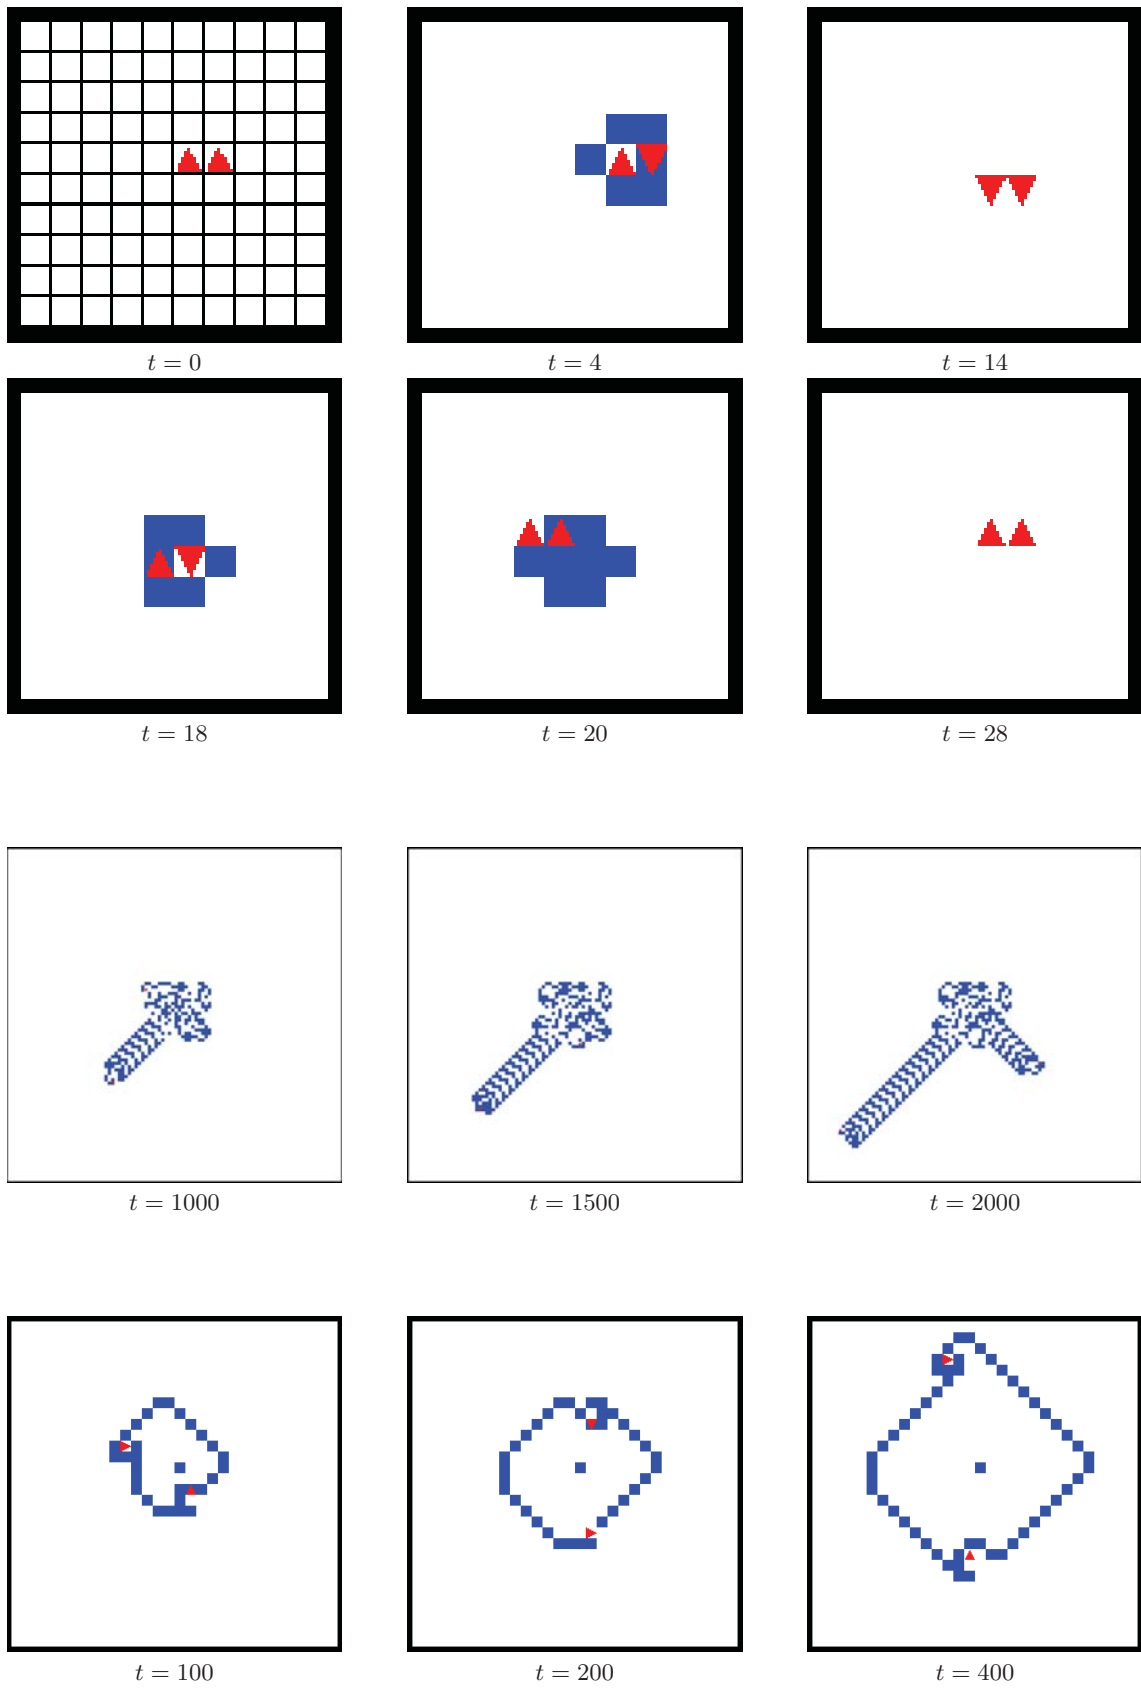 t = 0
t = 4
t = 14
t = 18
t = 20
t = 28
t = 1000
t = 1500
t = 2000
t = 100
t = 200
t = 400